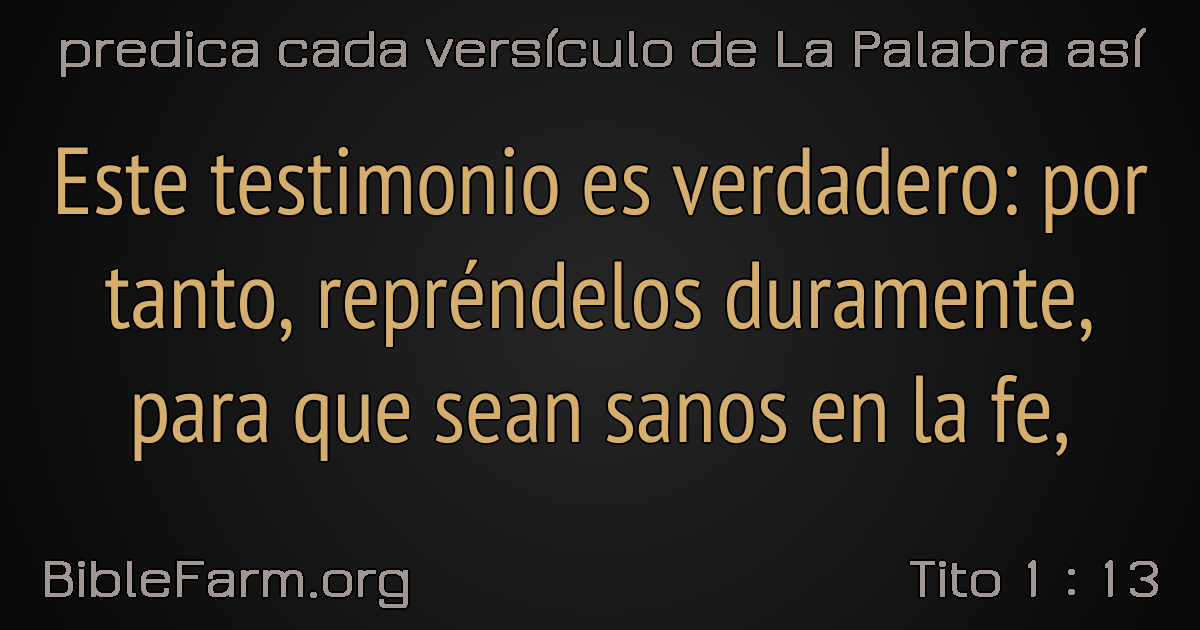 predica cada versículo de La Palabra así
Este testimonio es verdadero: por
tanto, repréndelos duramente,
para que sean sanos en la fe,
BibleFarm.org
Tito 1 : 13